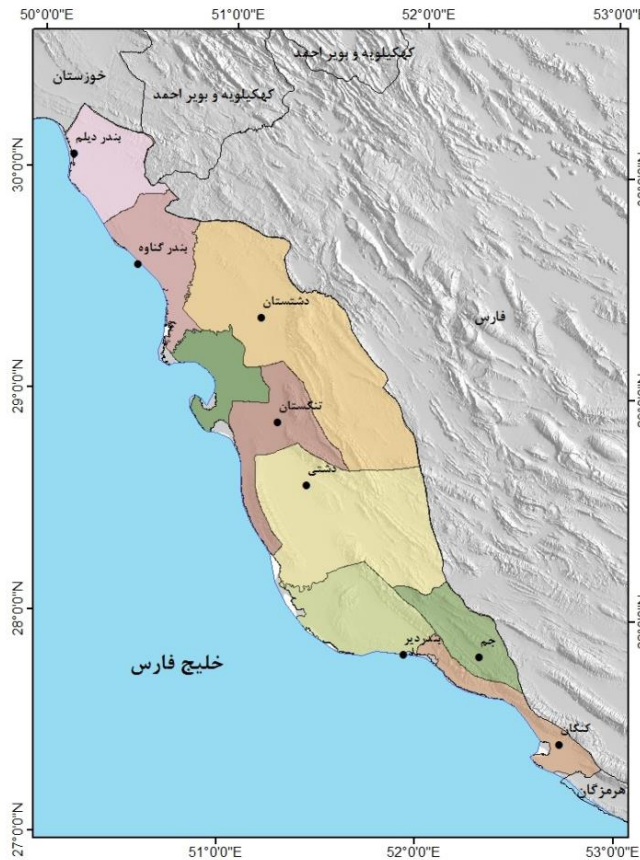 50°0'0"E
51°0'0"E
52°0'0"E
53°0'0"E
کهکیلویه و بویر احمد
خوزستان
کهکیلویه و بویر احمد
بندر دیلم
30°0'0"N
بندر گناوه
دشتستان
فارس
29°0'0"N
تنگستان
دشتی
28°0'0"N
بندردیر
جم
خلیج فارس
کنگان
هرمزگان
27°0'0"N
51°0'0"E
52°0'0"E
53°0'0"E